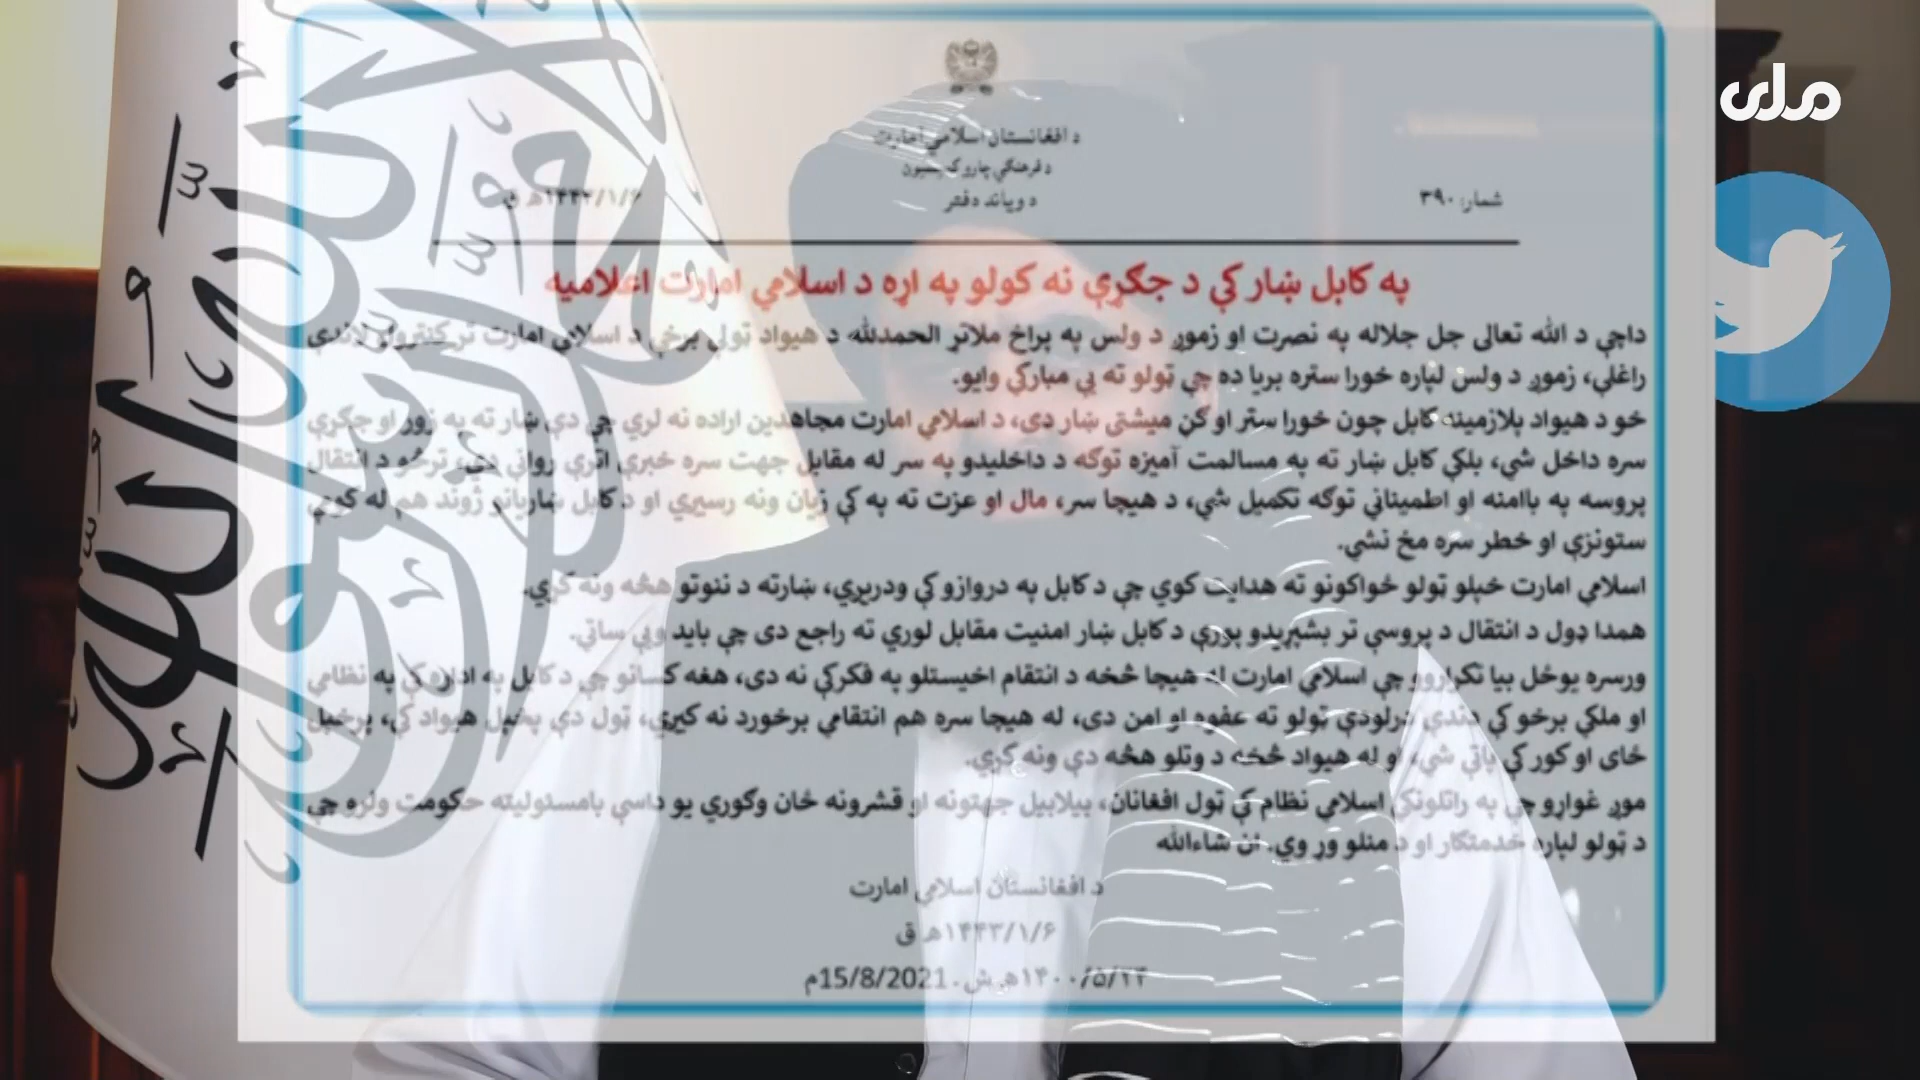 ملی
د افغانستان اسلامي امارت
د فرهنګي چارو کمیسیون
د ویاند دفتر
شمار: ۳۹۰
۱۴۴۳/۱/۶هـ ق
په کابل ښار کې د جګړې نه کولو په اړه د اسلامي امارت اعلامیه
داچې د الله تعالی جل جلاله په نصرت او زموږ د ولس په پراخ ملاتړ الحمدلله د هیواد ټولې برخې د اسلامي امارت تر کنترول لاندې
راغلې، زموږ د ولس لپاره خورا ستره بریا ده چې ټولو ته یې مبارکي وایو.
خو د هیواد پلازمینه کابل چون خورا ستر او ګڼ میشتی ښار دی، د اسلامي امارت مجاهدین اراده نه لري چې دې ښار ته په زور او جګړې
سره داخل شي، بلکې کابل ښار ته په مسالمت آمیزه توګه د داخلیدو په سر له مقابل جهت سره خبرې اترې روانې دي، ترڅو د انتقال
پروسه په باامنه او اطمیناني توګه تکمیل شي، د هیچا سر، مال او عزت ته په کې زیان ونه رسیږي او د کابل ښاریانو ژوند هم له کومې
ستونزې او خطر سره مخ نشي.
اسلامي امارت خپلو ټولو ځواکونو ته هدایت کوي چې د کابل په دروازو کې ودریږي، ښارته د ننوتو هڅه ونه کړي.
همدا ډول د انتقال د پروسې تر بشپړیدو پورې د کابل ښار امنیت مقابل لورې ته راجع دی چې باید ویې ساتي.
ورسره یوځل بیا تکراروو چې اسلامي امارت له هیچا څخه د انتقام اخیستلو په فکر کې نه دی، هغه کسانو چې د کابل په اداره کې په نظامي
او ملکي برخو کې دندې درلودې ټولو ته عفوه او امن دی، له هیچا سره هم انتقامي برخورد نه کیږي، ټول دې پخپل هیواد کې، پرخپل
ځای او کور کې پاتې شي، او له هیواد څخه د وتلو هڅه دې ونه کړي.
موږ غواړو چې په راتلونکي اسلامي نظام کې ټول افغانان، بیلابیل جهتونه او قشرونه ځان وګوري یو داسې بامسئولیته حکومت ولرو چې
د ټولو لپاره خدمتګار او د منلو وړ وي. ان شاءالله
د افغانستان اسلامي امارت
۱۴۴۳/۱/۶هـ ق
۱۴۰۰/۵/۲۴هـ ش ـ 15/8/2021م